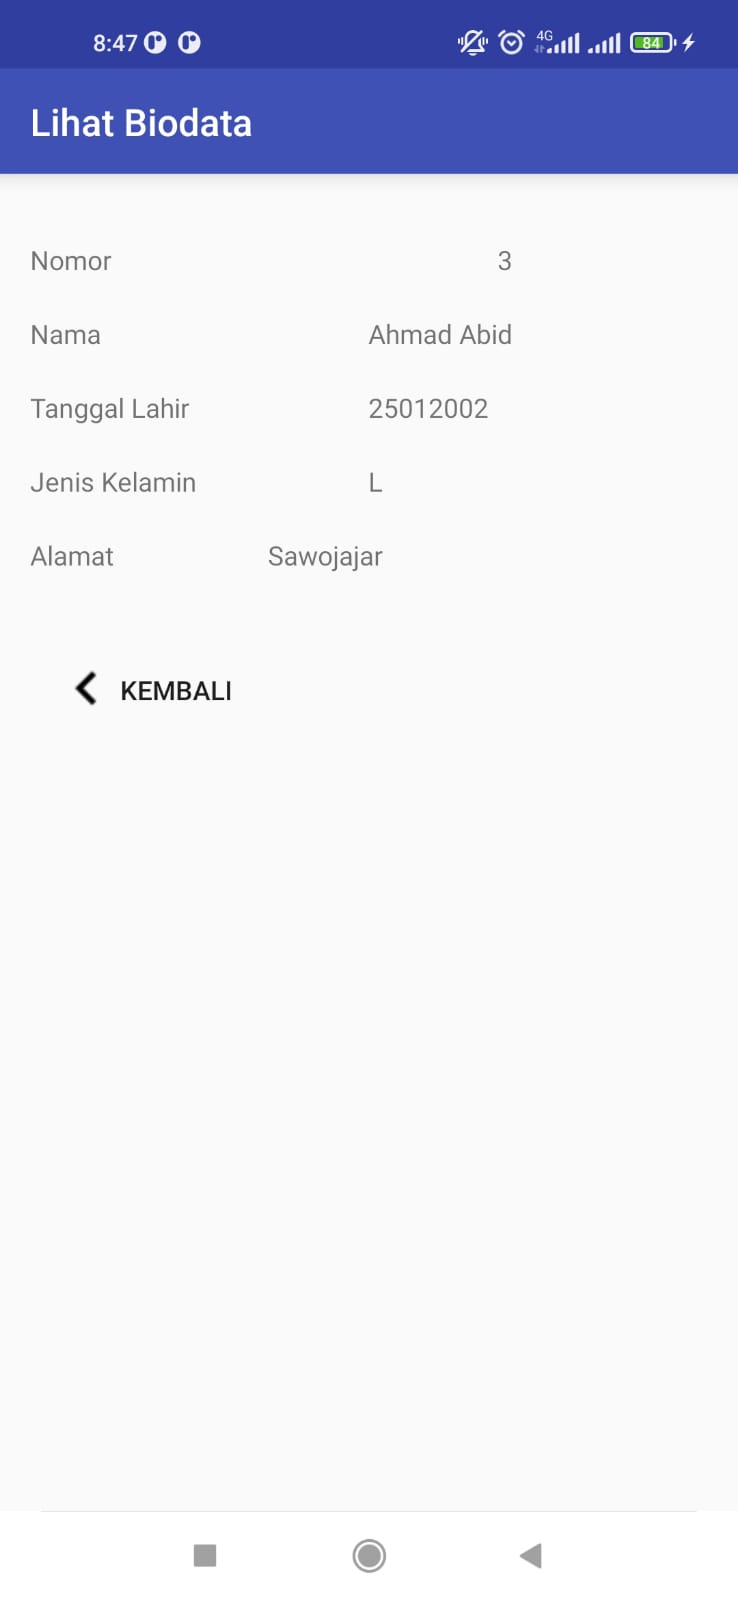 8:47 4G 84
Lihat Biodata
Nomor 3
Nama Ahmad Abid
Tanggal Lahir 25012002
Jenis Kelamin L
Alamat Sawojajar
KEMBALI